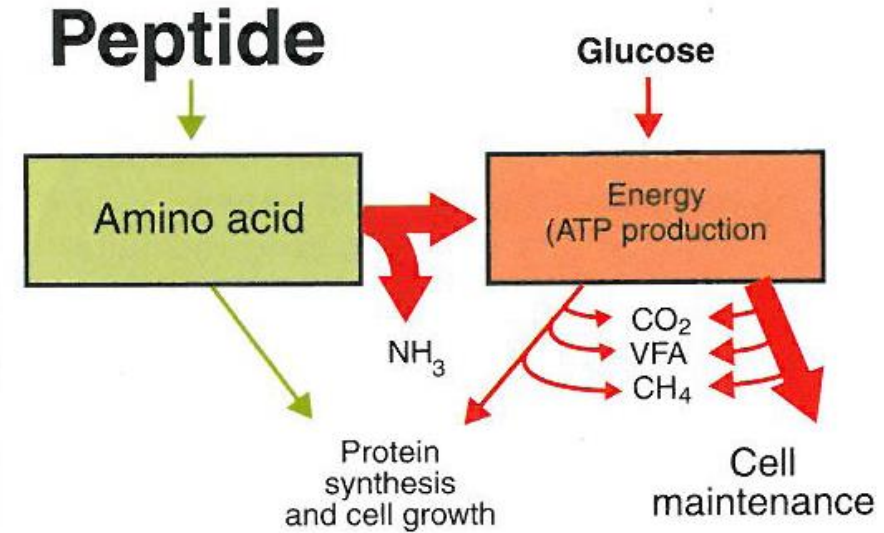 Peptide
Glucose
Amino acid
Energy
(ATP production
NH₃
CO₂
VFA
CH₄
Protein
synthesis
and cell growth
Cell
maintenance